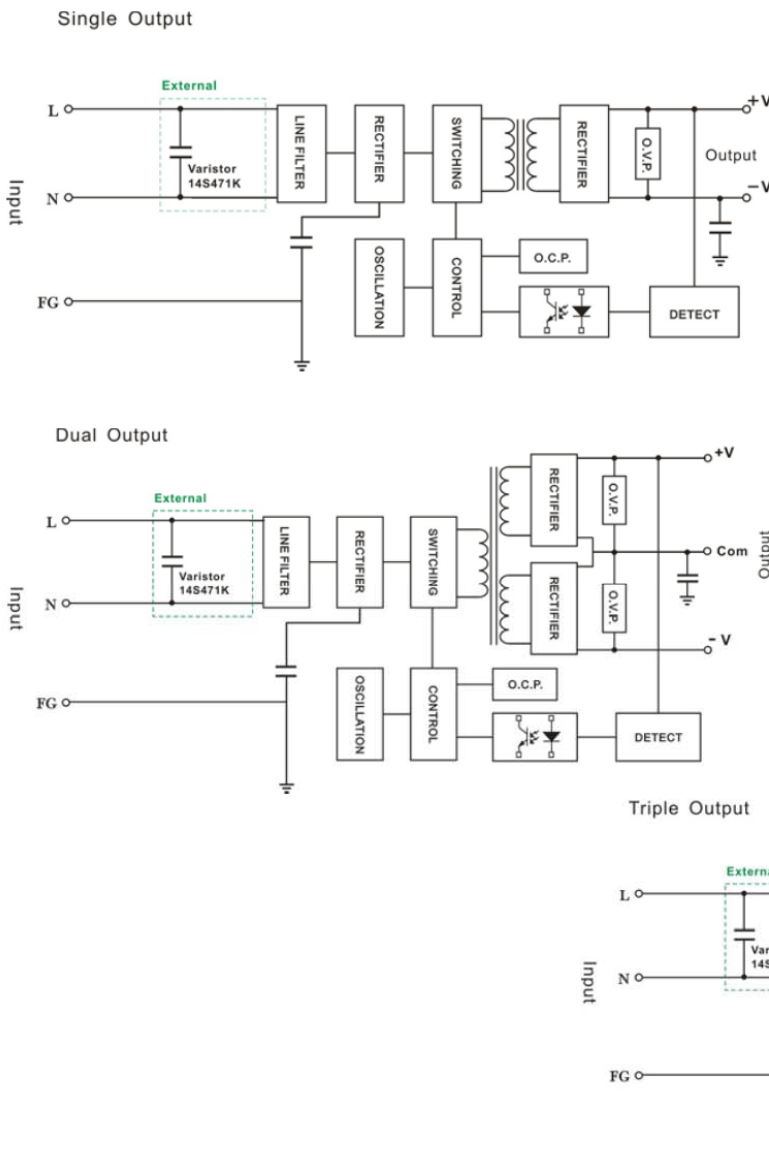 Single Output
External
L
+V
LINE FILTER
RECTIFIER
SWITCHING
RECTIFIER
O.V.P.
Output
Varistor
14S471K
Input
N
-V
OSCILLATION
CONTROL
O.C.P.
FG
DETECT
Dual Output
+V
External
L
LINE FILTER
RECTIFIER
SWITCHING
RECTIFIER
O.V.P.
Com
Output
Varistor
14S471K
Input
N
RECTIFIER
O.V.P.
- V
OSCILLATION
CONTROL
O.C.P.
FG
DETECT
Triple Output
L
Input
N
FG